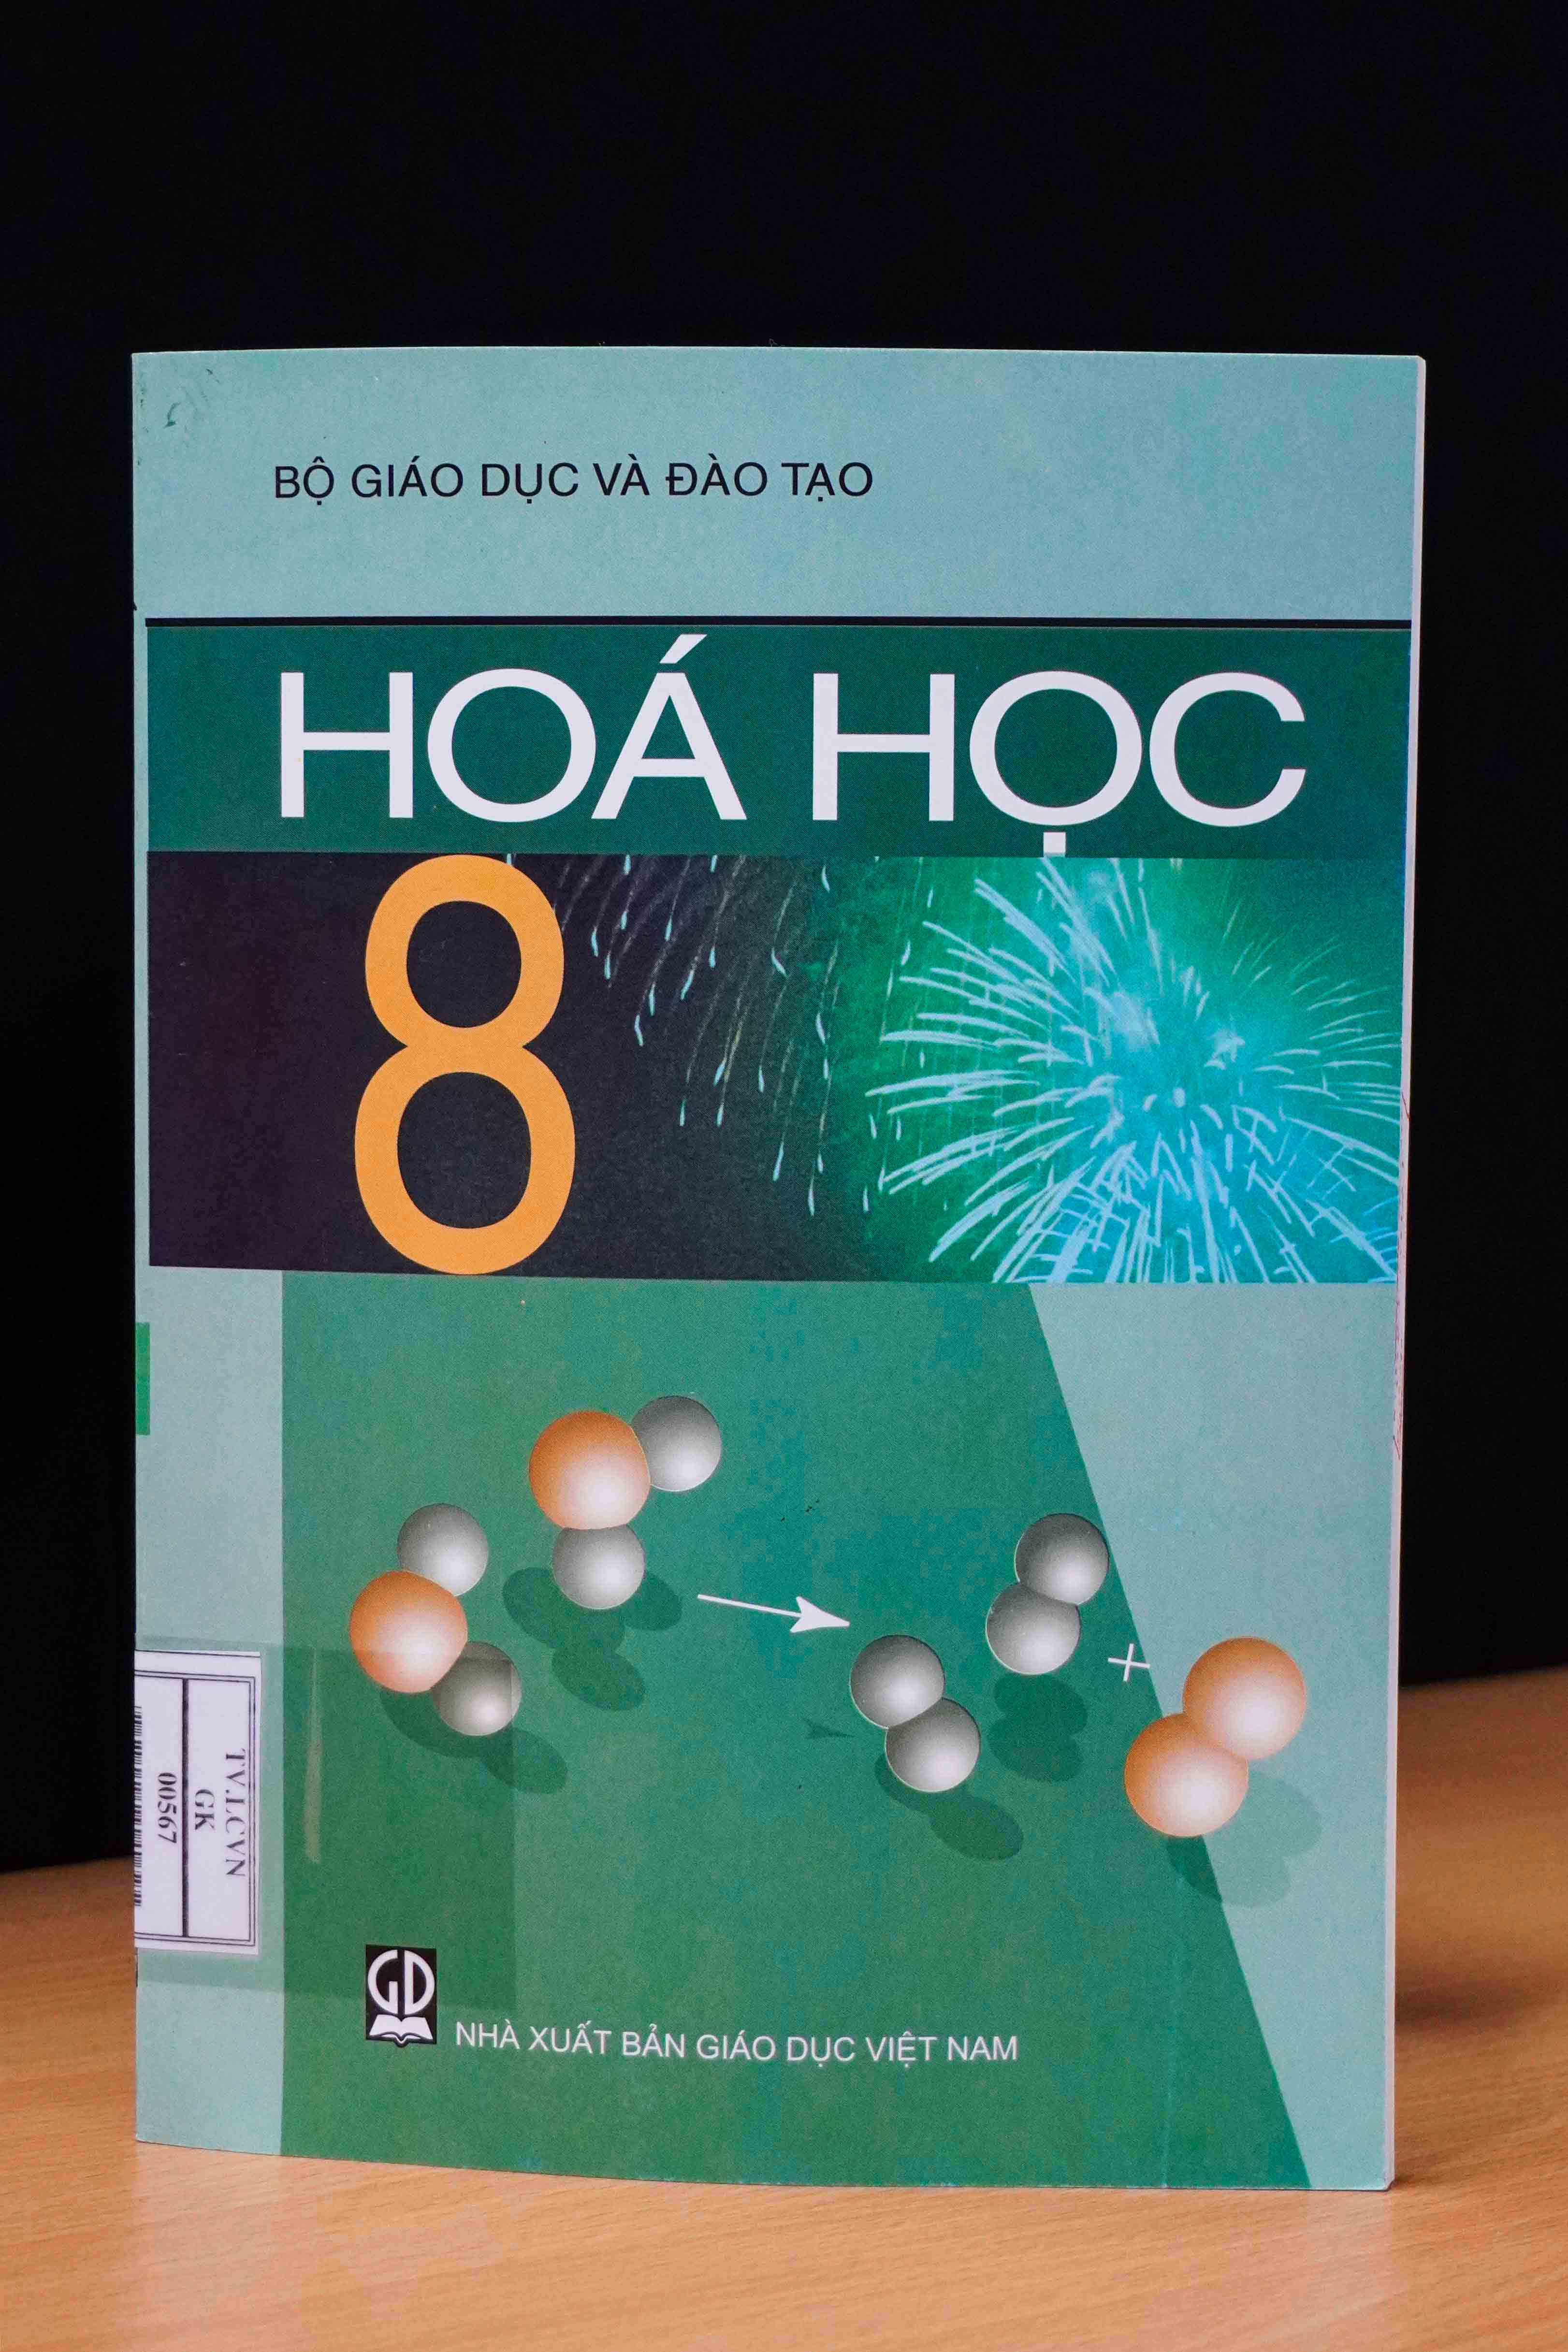 BỘ GIÁO DỤC VÀ ĐÀO TẠO
HOÁ HỌC
8
+
TV.LCVN
GK
00567
GD
NHÀ XUẤT BẢN GIÁO DỤC VIỆT NAM